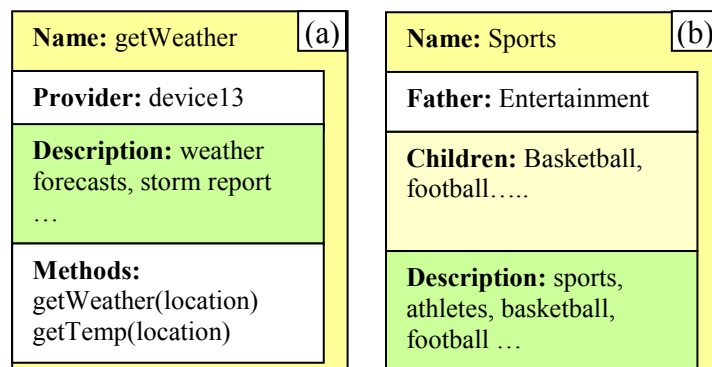 Name: getWeather
(a)
Provider: device13
Description: weather
forecasts, storm report
…
Methods:
getWeather(location)
getTemp(location)
Name: Sports
(b)
Father: Entertainment
Children: Basketball,
football…..
Description: sports,
athletes, basketball,
football …